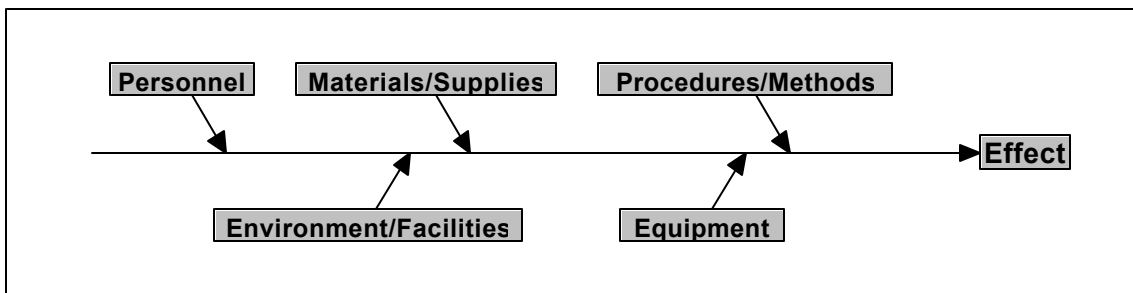 Personnel
Materials/Supplies
Procedures/Methods
Effect
Environment/Facilities
Equipment